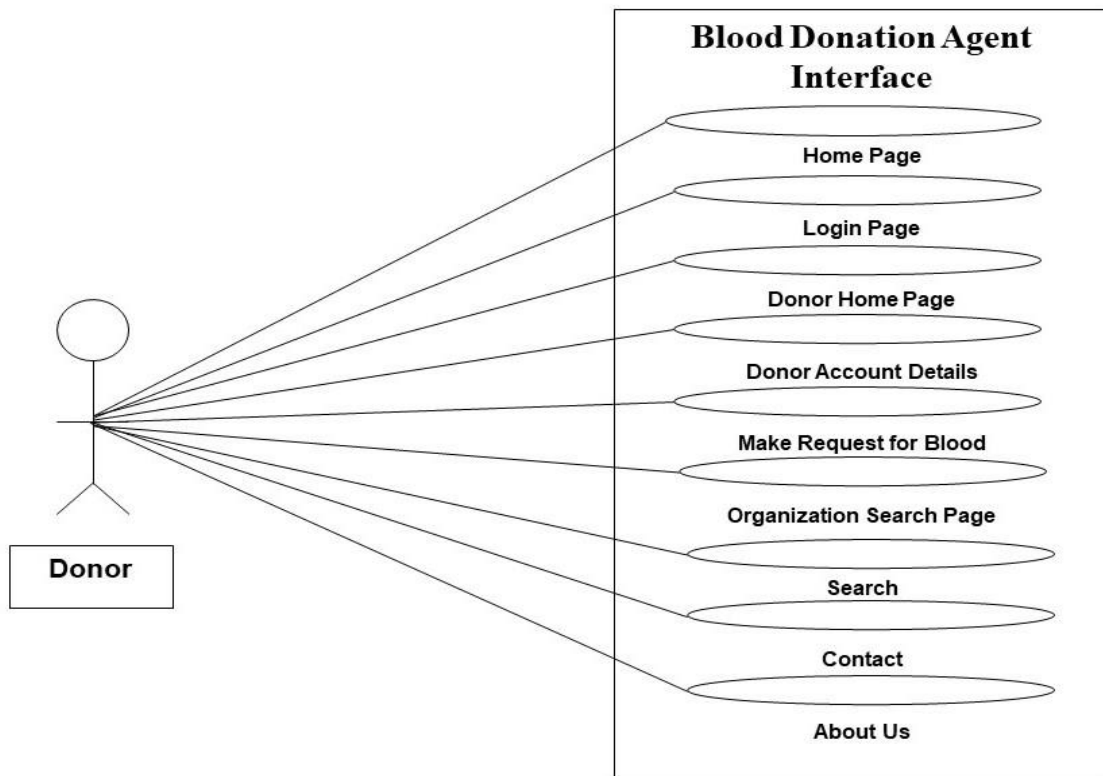 Blood Donation Agent
Interface
Home Page
Login Page
Donor Home Page
Donor Account Details
Make Request for Blood
Organization Search Page
Donor
Search
Contact
About Us